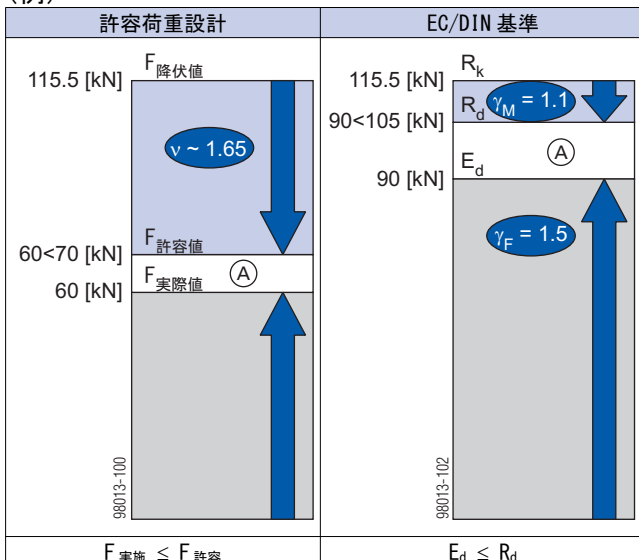 (例)
許容荷重設計
EC/DIN 基準
115.5 [kN]
F降伏値
ν ~ 1.65
F許容値
60<70 [kN]
F実際値
A
60 [kN]
98013-100
Rk
115.5 [kN]
Rd
γM = 1.1
90<105 [kN]
Ed
A
90 [kN]
γF = 1.5
98013-102
F 実施 ≤ F 許容
Ed ≤ Rd